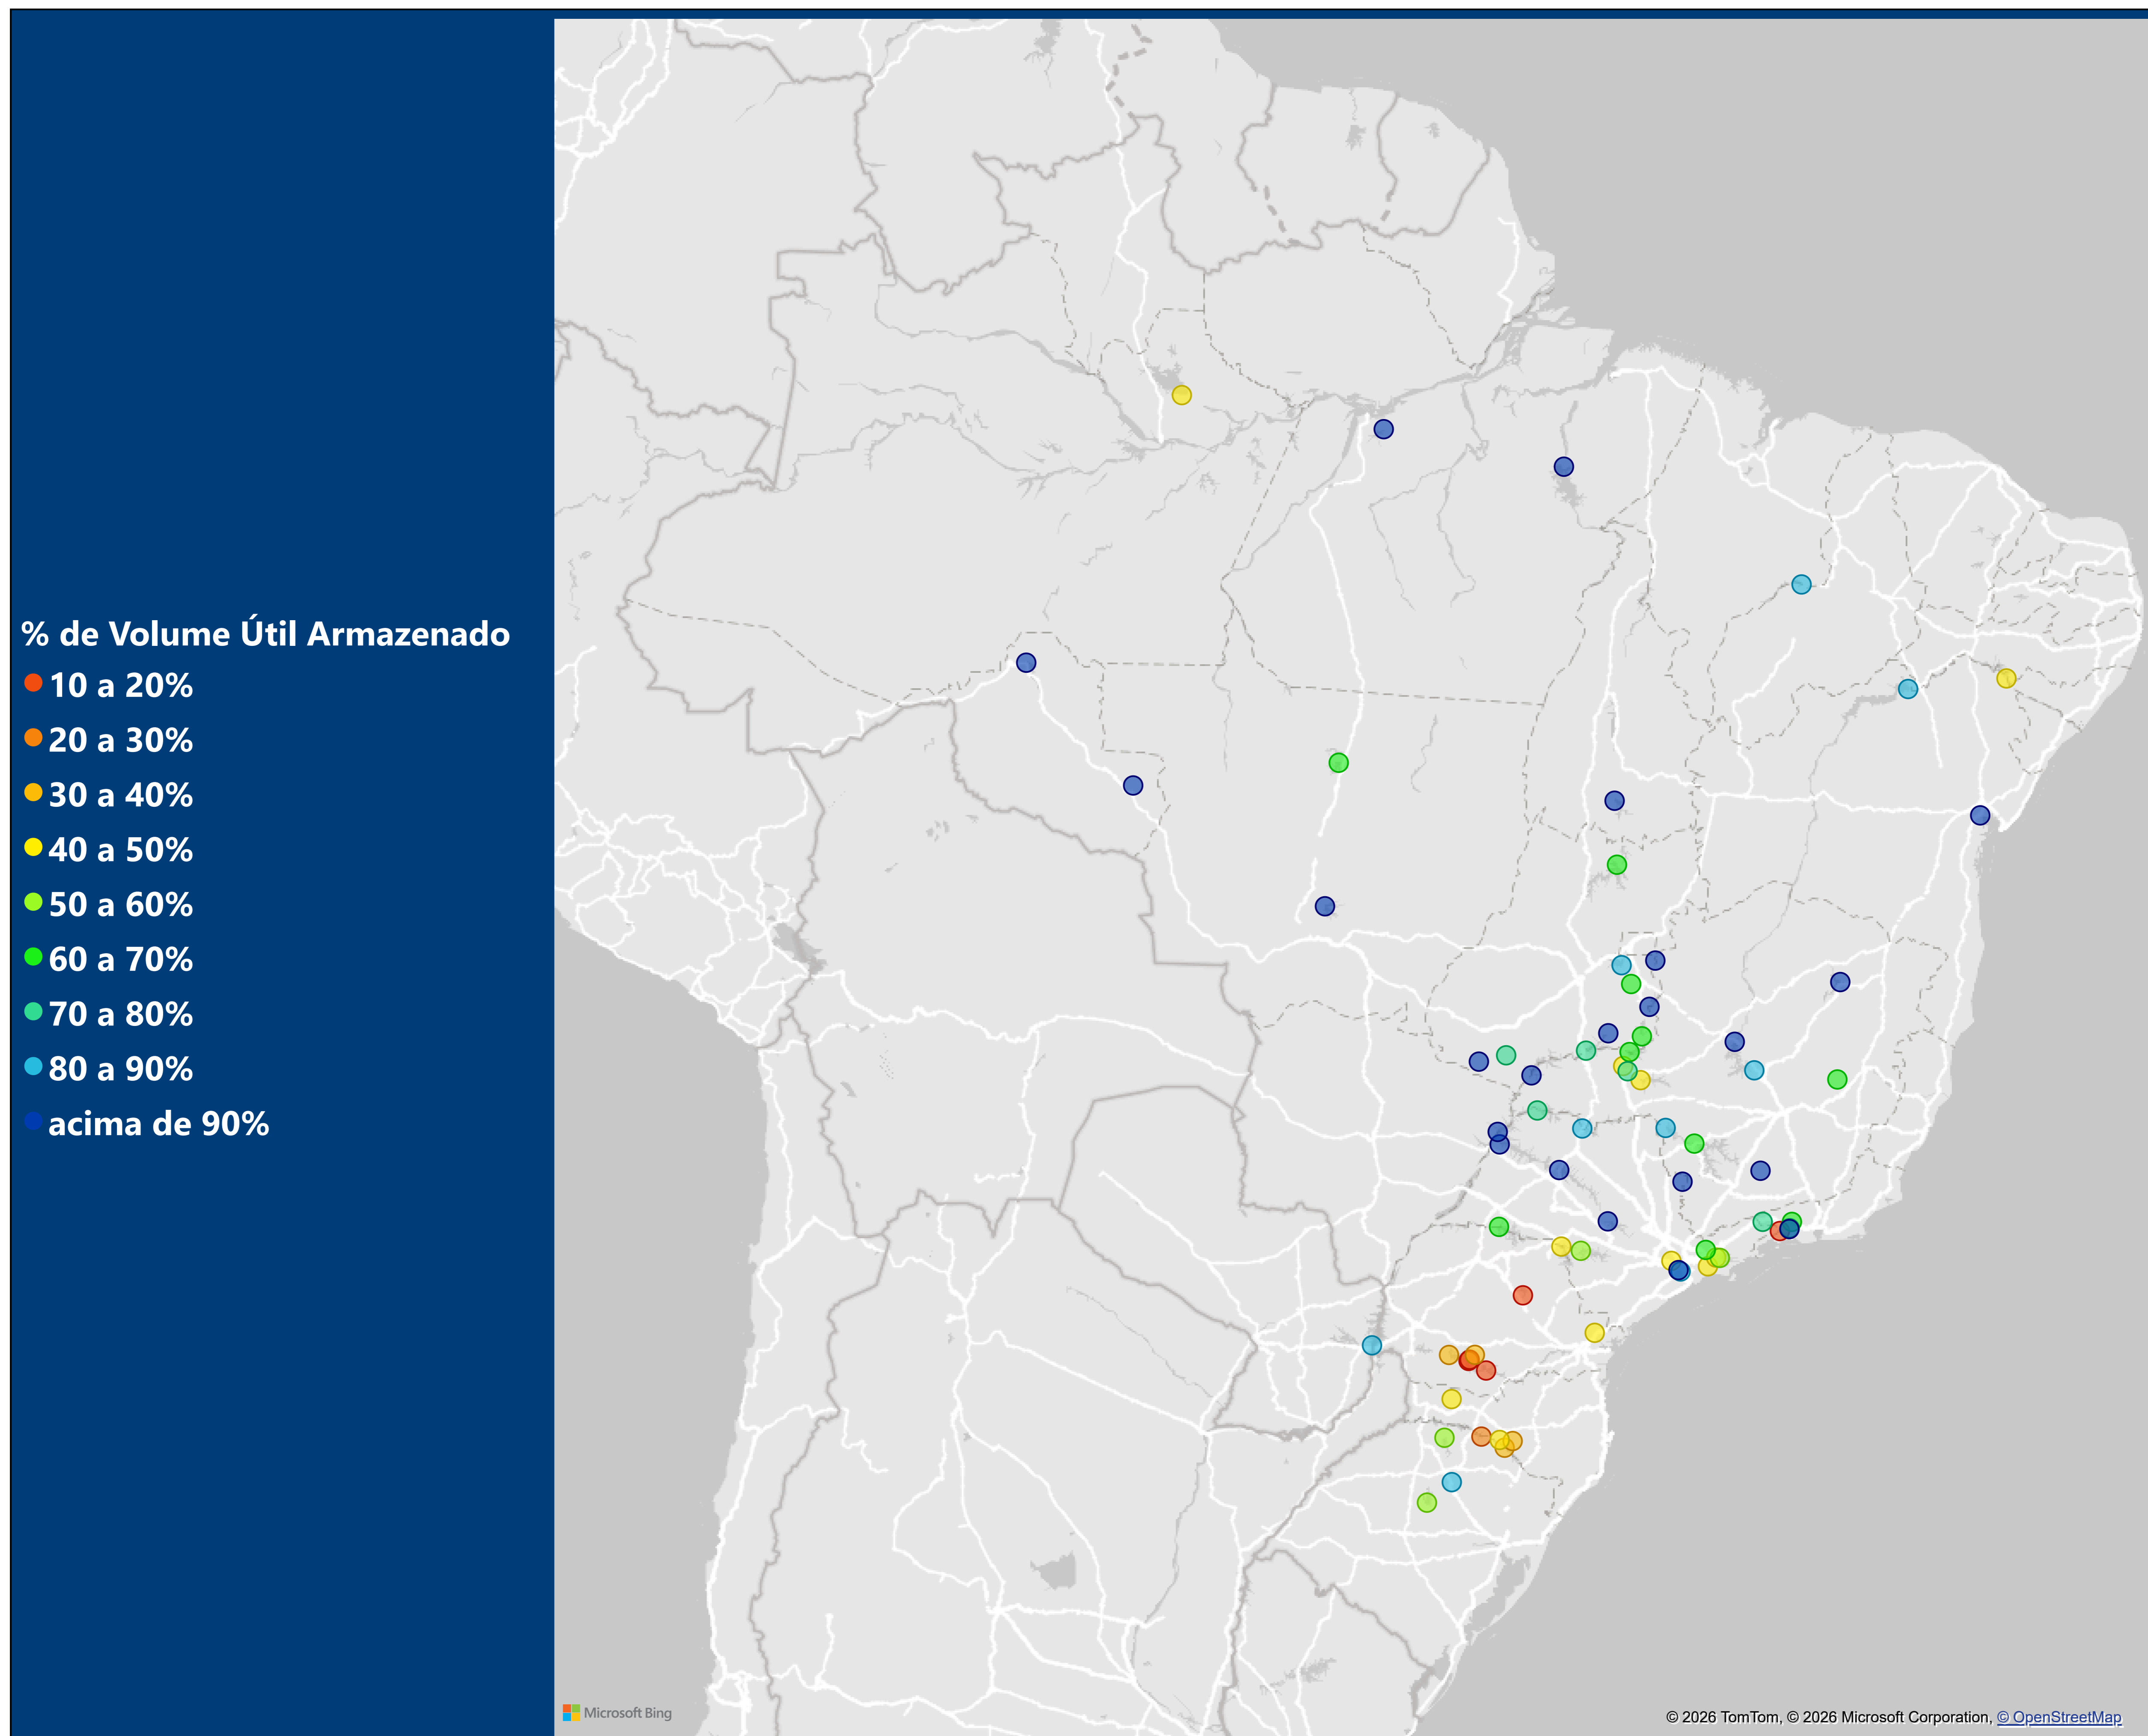 % de Volume Útil Armazenado
10 a 20%
20 a 30%
30 a 40%
40 a 50%
50 a 60%
60 a 70%
70 a 80%
80 a 90%
acima de 90%
Microsoft Bing
© 2026 TomTom, © 2026 Microsoft Corporation, © OpenStreetMap